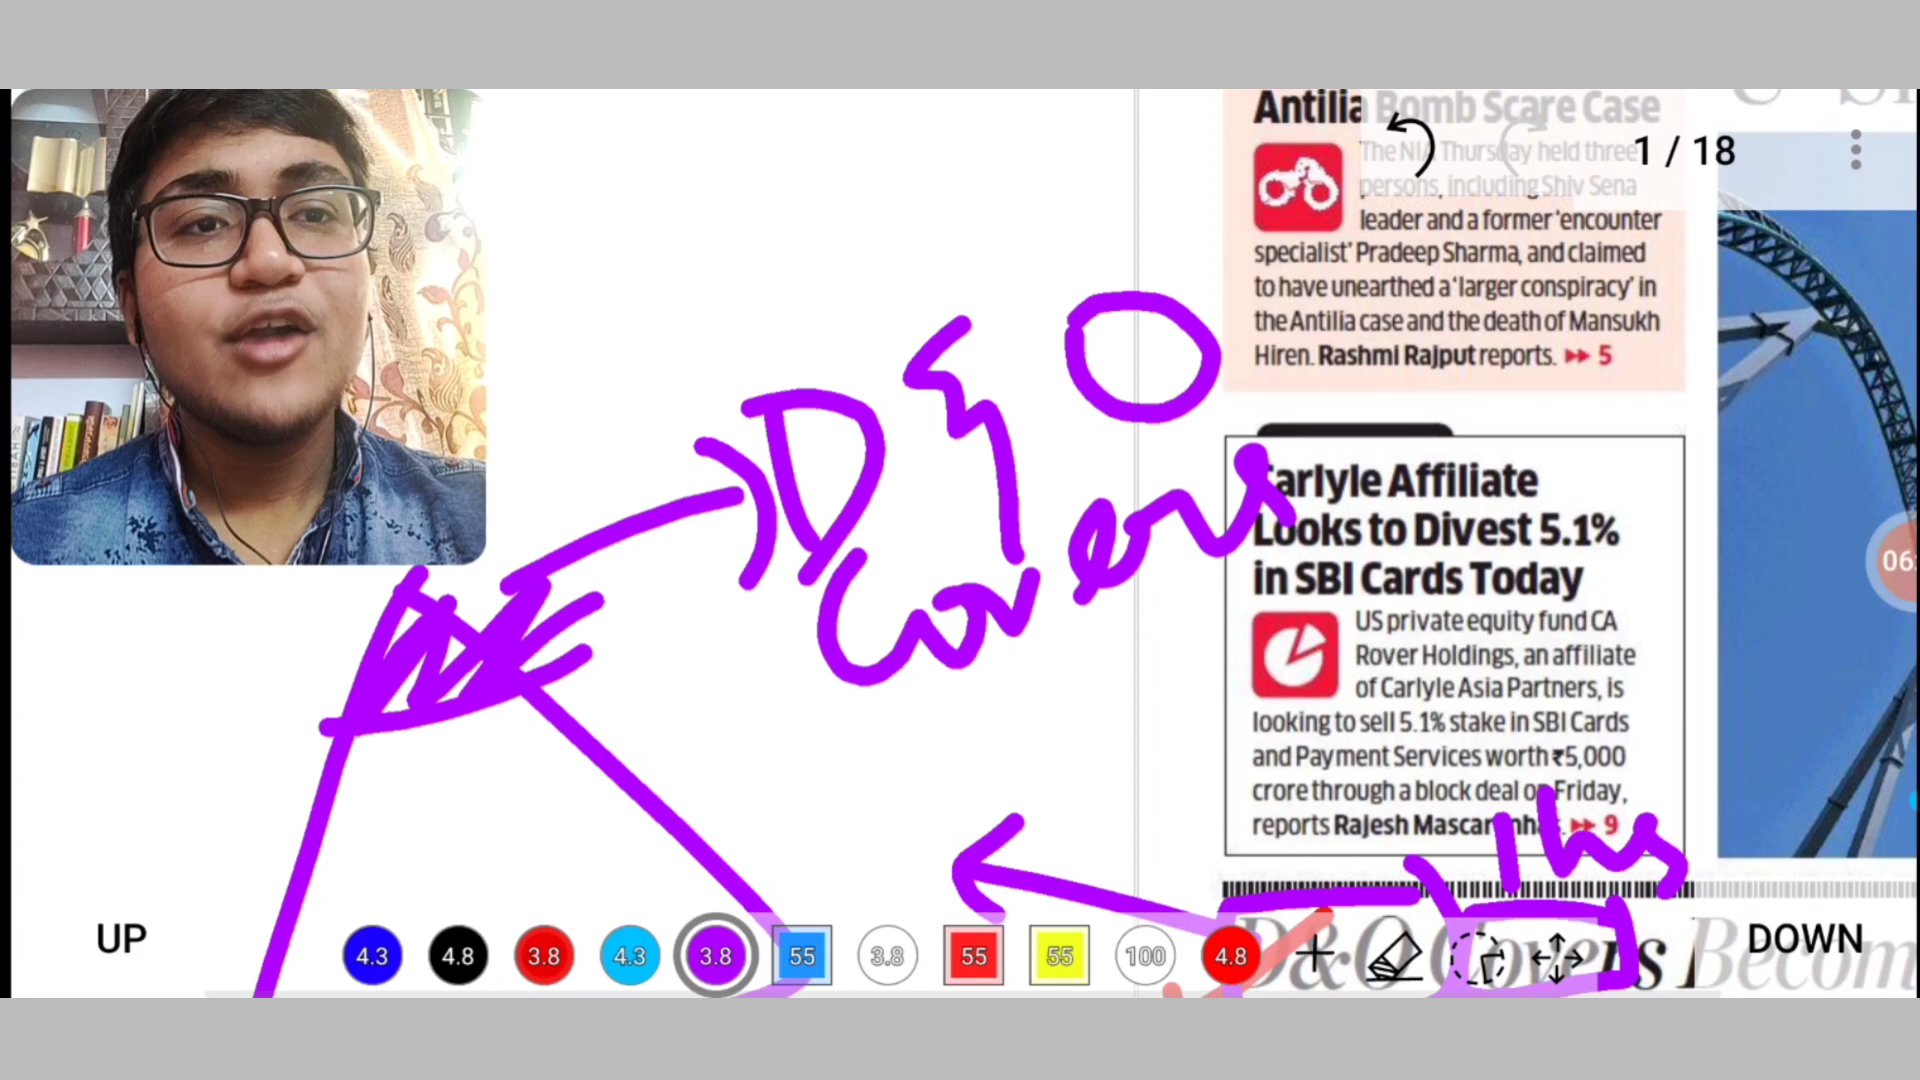 Antilia Bomb Scare Case
The NIA Thursday held three
persons, including Shiv Sena
leader and a former 'encounter
specialist' Pradeep Sharma, and claimed
to have unearthed a 'larger conspiracy' in
the Antilia case and the death of Mansukh
Hiren. Rashmi Rajput reports. 5
1 / 18
D & O
Covers
Carlyle Affiliate
Looks to Divest 5.1%
in SBI Cards Today
US private equity fund CA
Rover Holdings, an affiliate
of Carlyle Asia Partners, is
looking to sell 5.1% stake in SBI Cards
and Payment Services worth ₹5,000
crore through a block deal on Friday,
reports Rajesh 9
06:
UP
4.3 4.8 3.8 4.3 3.8 55 3.8 55 55 100 4.8
DOWN
D&O Covers Becom